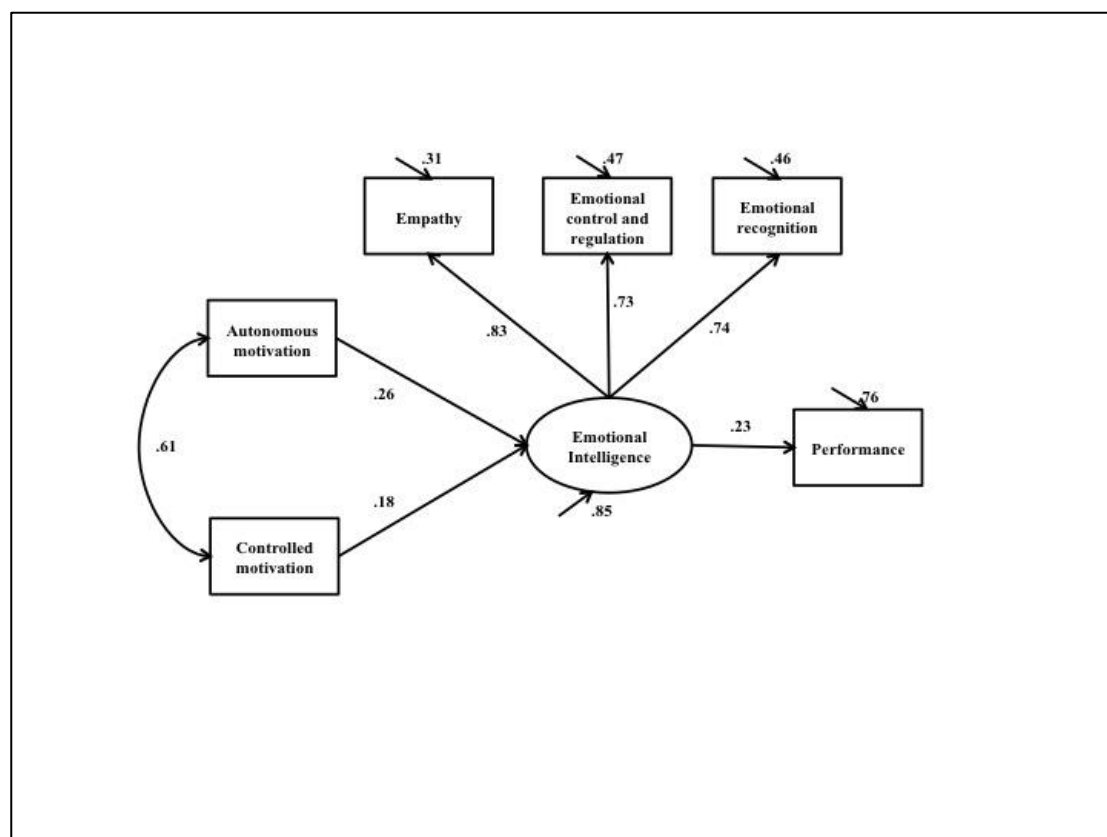 .31
.47
.46
Empathy
Emotional
control and
regulation
Emotional
recognition
.83
.73
.74
Autonomous
motivation
.26
.61
.18
Controlled
motivation
Emotional
Intelligence
.85
.23
.76
Performance